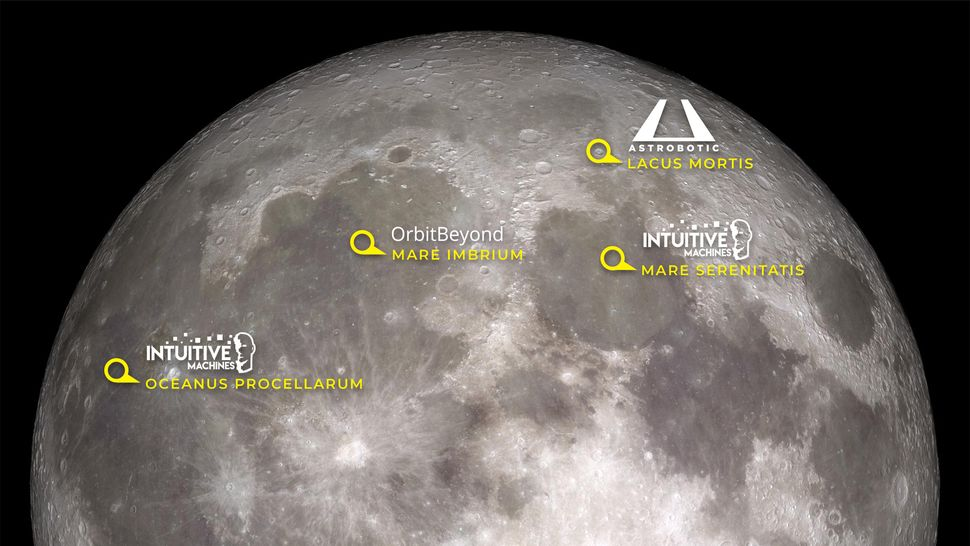 ASTROBOTIC
LACUS MORTIS
OrbitBeyond
MARE IMBRIUM
INTUITIVE
MACHINES
MARE SERENITATIS
INTUITIVE
MACHINES
OCEANUS PROCELLARUM